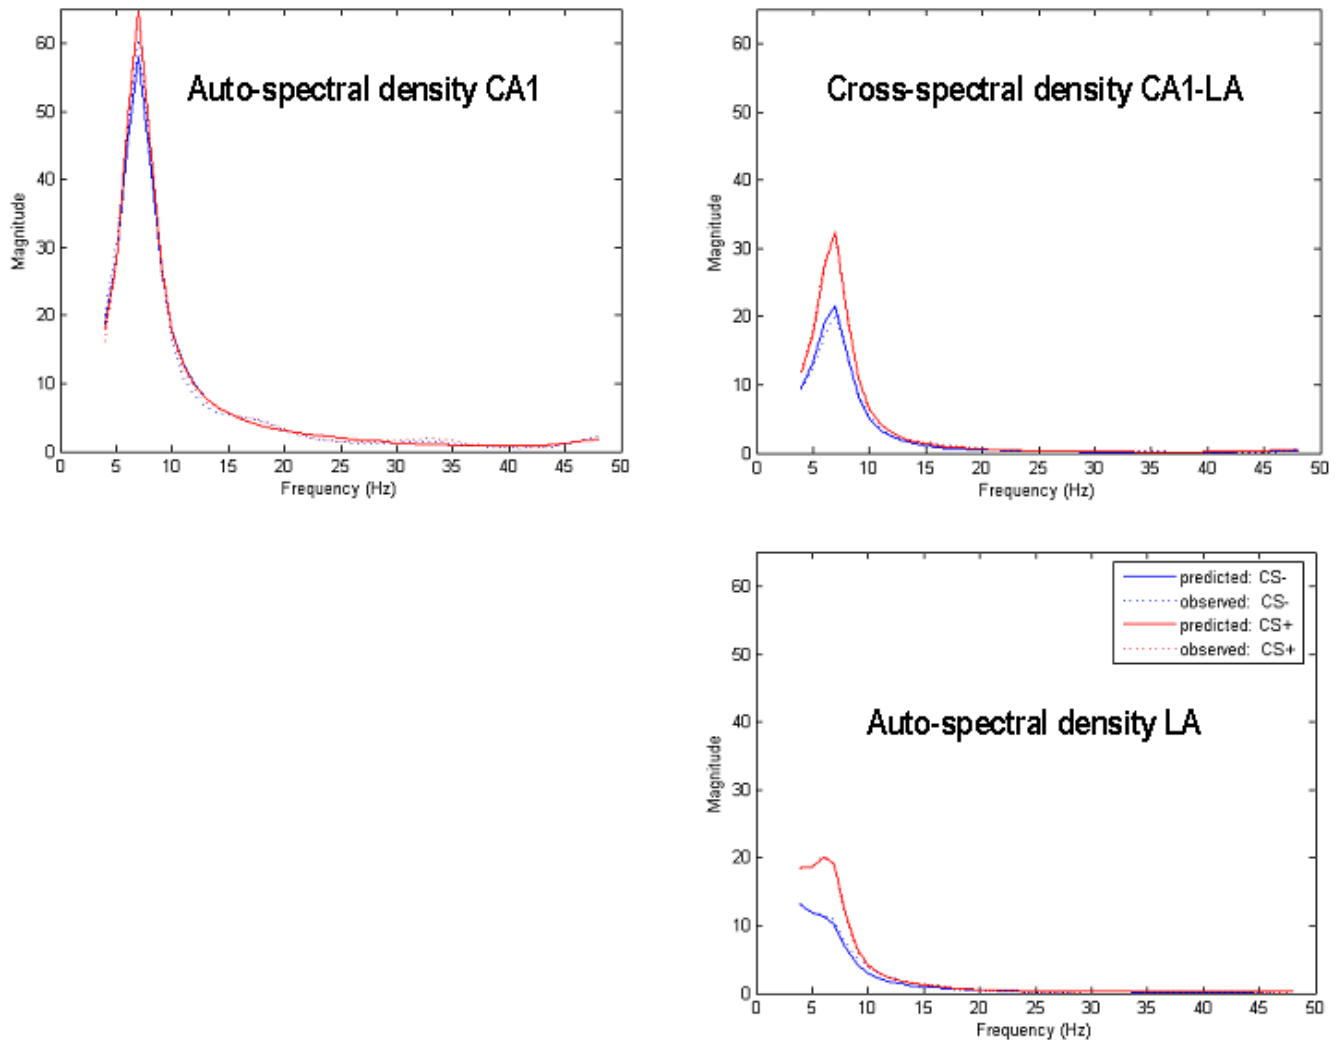 60
50
40
30
20
10
0
Magnitude
Auto-spectral density CA1
0 5 10 15 20 25 30 35 40 45 50
Frequency (Hz)
60
50
40
30
20
10
0
Magnitude
Cross-spectral density CA1-LA
0 5 10 15 20 25 30 35 40 45 50
Frequency (Hz)
60
50
40
30
20
10
0
Magnitude
predicted: CS-
observed: CS-
predicted: CS+
observed: CS+
Auto-spectral density LA
0 5 10 15 20 25 30 35 40 45 50
Frequency (Hz)